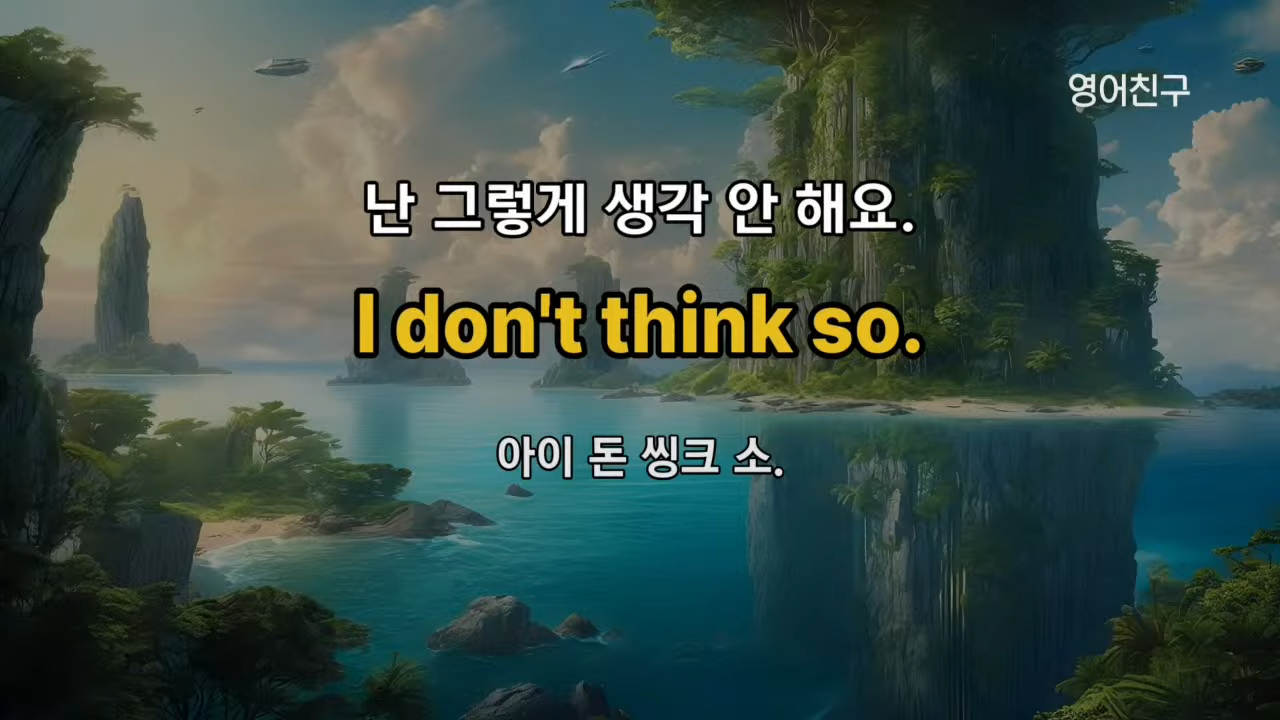 영어친구
난 그렇게 생각 안 해요.
I don't think so.
아이 돈 씽크 소.